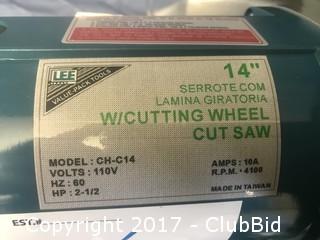 LEE
VALUE-PACK TOOLS
14"
SERROTE COM
LAMINA GIRATORIA
W/CUTTING WHEEL
CUT SAW
MODEL : CH-C14
VOLTS : 110V
HZ : 60
HP : 2-1/2
AMPS : 10A
R.P.M. : 4100
MADE IN TAIWAN
Copyright 2017 - ClubBid